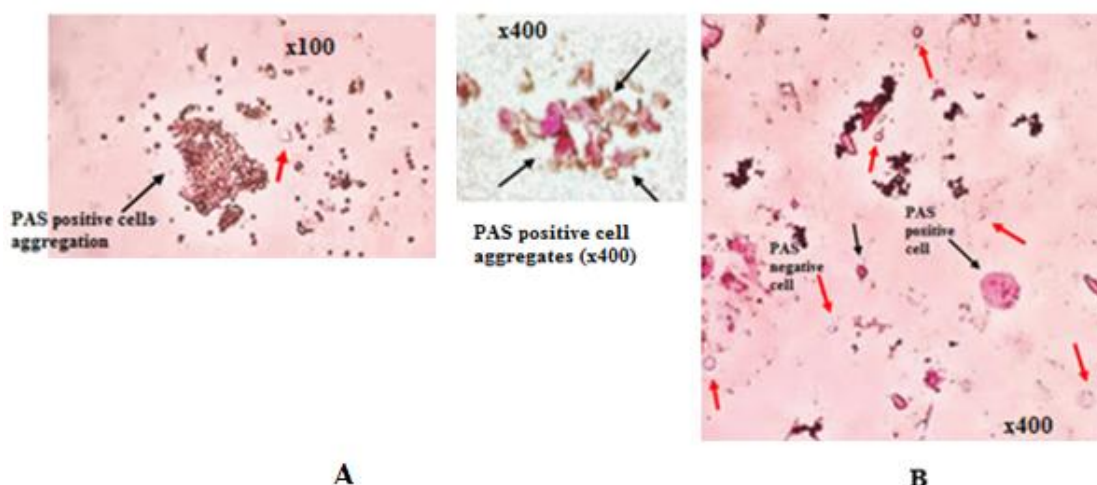 x100
PAS positive cells
aggregation
x400
PAS positive cell
aggregates (x400)
PAS
positive
cell
PAS
negative
cell
x400
A
B